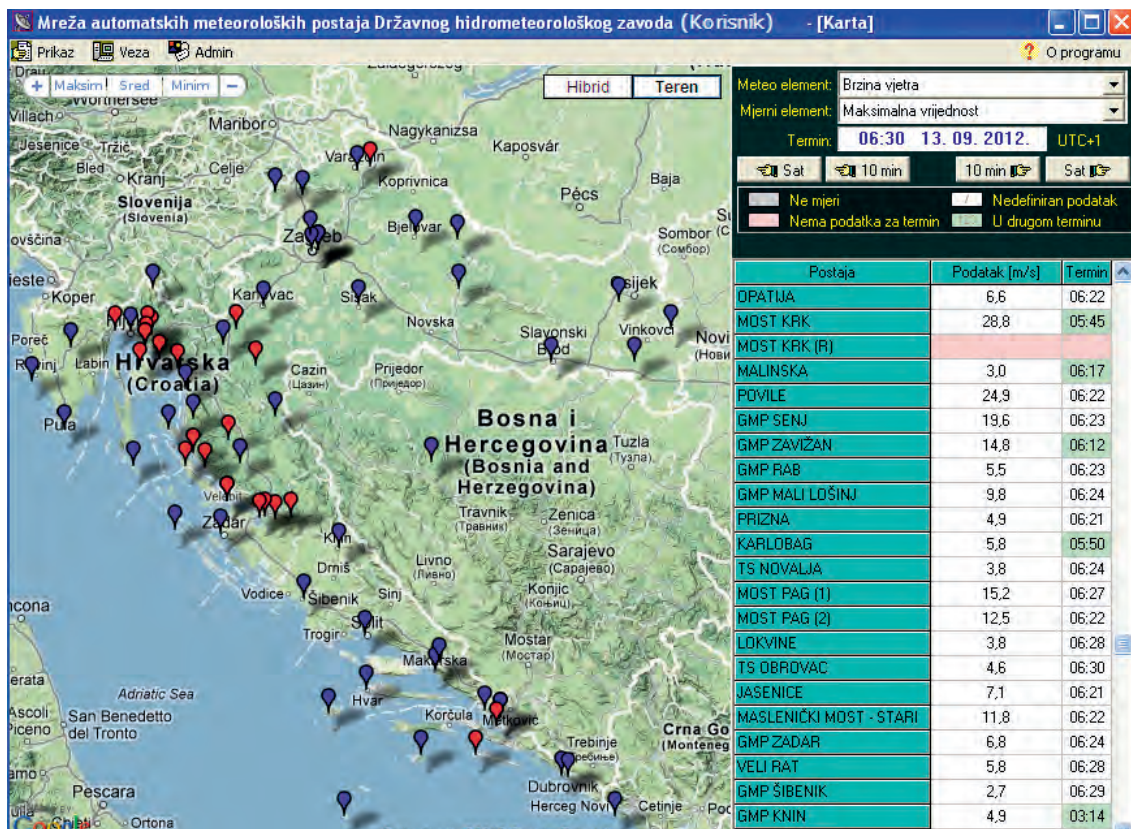 Mreža automatskih meteoroloških postaja Državnog hidrometeorološkog zavoda (Korisnik) - [Karta]
Prikaz Veza Admin ? O programu
+ Maksim Sred Minim −
Hibrid Teren
Meteo element: Brzina vjetra
Mjerni element: Maksimalna vrijednost
Termin: 06:30 13. 09. 2012. UTC+1
Sat 10 min 10 min Sat
Ne mjeri / Nedefiniran podatak
Nema podatka za termin U drugom terminu
Postaja Podatak [m/s] Termin
OPATIJA 6,6 06:22
MOST KRK 28,8 05:45
MOST KRK (R)
MALINSKA 3,0 06:17
POVILE 24,9 06:22
GMP SENJ 19,6 06:23
GMP ZAVIŽAN 14,8 06:12
GMP RAB 5,5 06:23
GMP MALI LOŠINJ 9,8 06:24
PRIZNA 4,9 06:21
KARLOBAG 5,8 05:50
TS NOVALJA 3,8 06:24
MOST PAG (1) 15,2 06:27
MOST PAG (2) 12,5 06:22
LOKVINE 3,8 06:28
TS OBROVAC 4,6 06:30
JASENICE 7,1 06:21
MASLENIČKI MOST - STARI 11,8 06:22
GMP ZADAR 6,8 06:24
VELI RAT 5,8 06:28
GMP ŠIBENIK 2,7 06:29
GMP KNIN 4,9 03:14
Villach
Maribor
Nagykanizsa
Jesenice Tržič
Celje
Kaposvár
Bled
Kranj
Koprivnica
Pécs
Baja
Slovenija
(Slovenia)
Zagreb
Bjelovar
Sombor
(Сомбор)
Koper
Karlovac
Sisak
Novska
Slavonski
Brod
Vinkovci
Poreč
Labin
Hrvatska
(Croatia)
Cazin
(Цазин)
Prijedor
(Приједор)
Pula
Bosna i
Hercegovina
(Bosnia and
Herzegovina)
Tuzla
(Тузла)
Velebit
Zadar
Travnik
(Травник)
Zenica
(Зеница)
Knin
Sarajevo
(Сарајево)
Drniš
Livno
(Ливно)
Vodice
Šibenik
Sinj
Konjic
(Коњиц)
Trogir
Split
Mostar
(Мостар)
Makarska
Adriatic Sea
Hvar
San Benedetto
del Tronto
Korčula
Metković
Trebinje
Dubrovnik
Pescara
Herceg Novi
Cetinje
Ortona